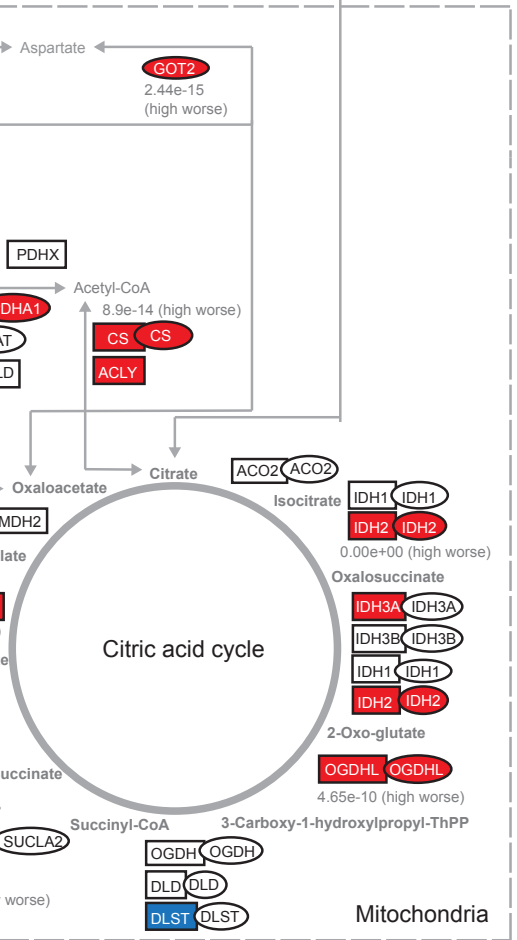 Aspartate
GOT2
2.44e-15
(high worse)
PDHX
Acetyl-CoA
DHA1
8.9e-14 (high worse)
CS CS
AT
LD
ACLY
Citrate
ACO2 ACO2
Oxaloacetate
Isocitrate
IDH1 IDH1
MDH2
IDH2 IDH2
0.00e+00 (high worse)
late
Oxalosuccinate
IDH3A IDH3A
IDH3B IDH3B
Citric acid cycle
e
IDH1 IDH1
IDH2 IDH2
2-Oxo-glutate
OGDHL OGDHL
uccinate
4.65e-10 (high worse)
Succinyl-CoA
3-Carboxy-1-hydroxylpropyl-ThPP
SUCLA2
OGDH OGDH
DLD DLD
worse)
DLST DLST
Mitochondria